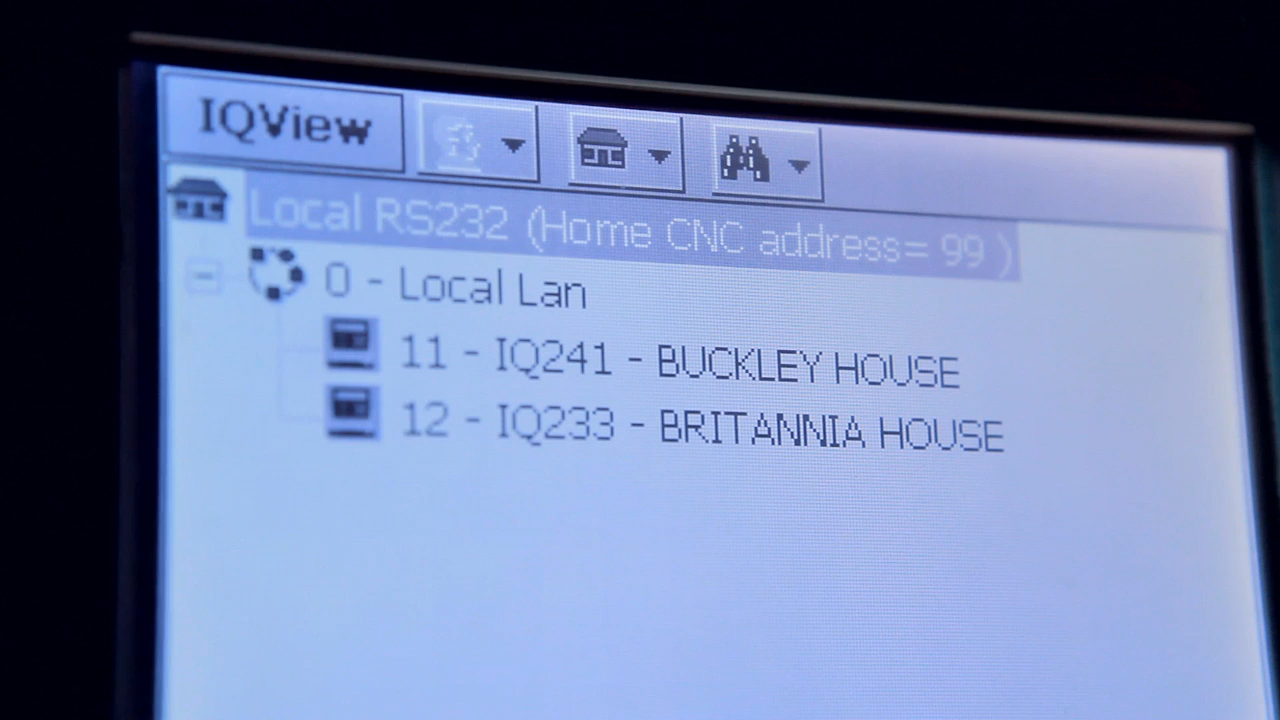 IQView
Local RS232 (Home CNC address= 99 )
0 - Local Lan
11 - IQ241 - BUCKLEY HOUSE
12 - IQ233 - BRITANNIA HOUSE